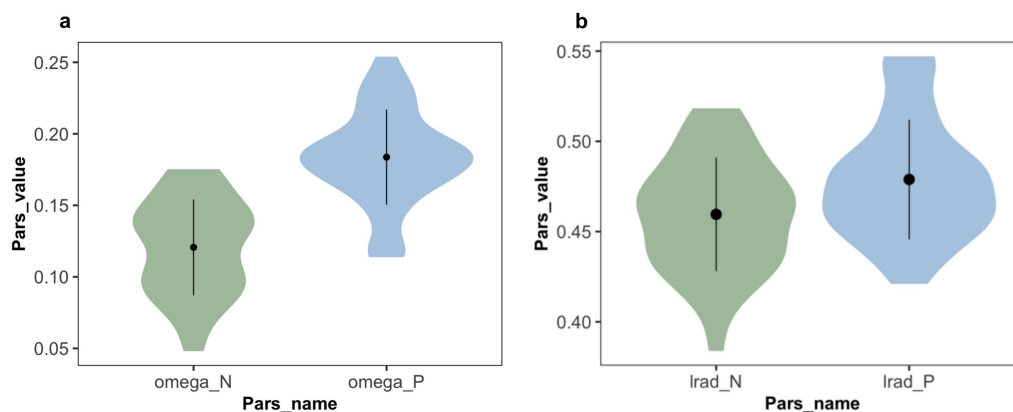 a
0.25
0.20
0.15
0.10
0.05
Pars_value
omega_N omega_P
Pars_name
b
0.55
0.50
0.45
0.40
Pars_value
lrad_N lrad_P
Pars_name